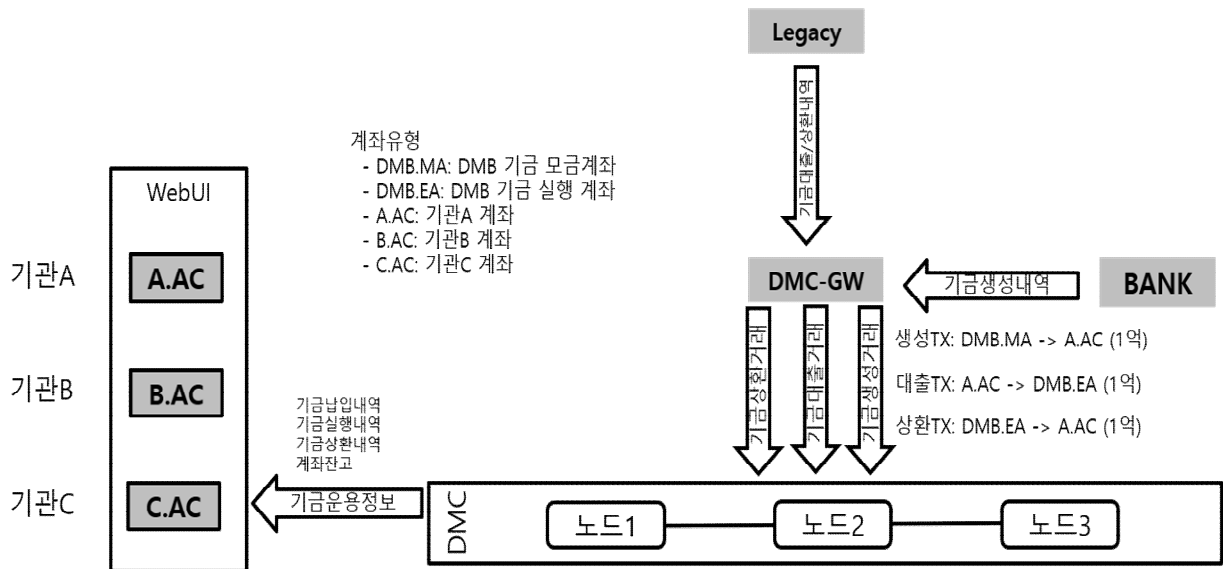 Legacy
기금대출/상환내역
계좌유형
- DMB.MA: DMB 기금 모금계좌
- DMB.EA: DMB 기금 실행 계좌
- A.AC: 기관A 계좌
- B.AC: 기관B 계좌
- C.AC: 기관C 계좌
WebUI
기관A
A.AC
기관B
B.AC
기관C
C.AC
DMC-GW
기금생성내역
BANK
기금상환거래
기금대출거래
기금생성거래
생성TX: DMB.MA -> A.AC (1억)
대출TX: A.AC -> DMB.EA (1억)
상환TX: DMB.EA -> A.AC (1억)
기금납입내역
기금실행내역
기금상환내역
계좌잔고
기금운용정보
DMC
노드1
노드2
노드3